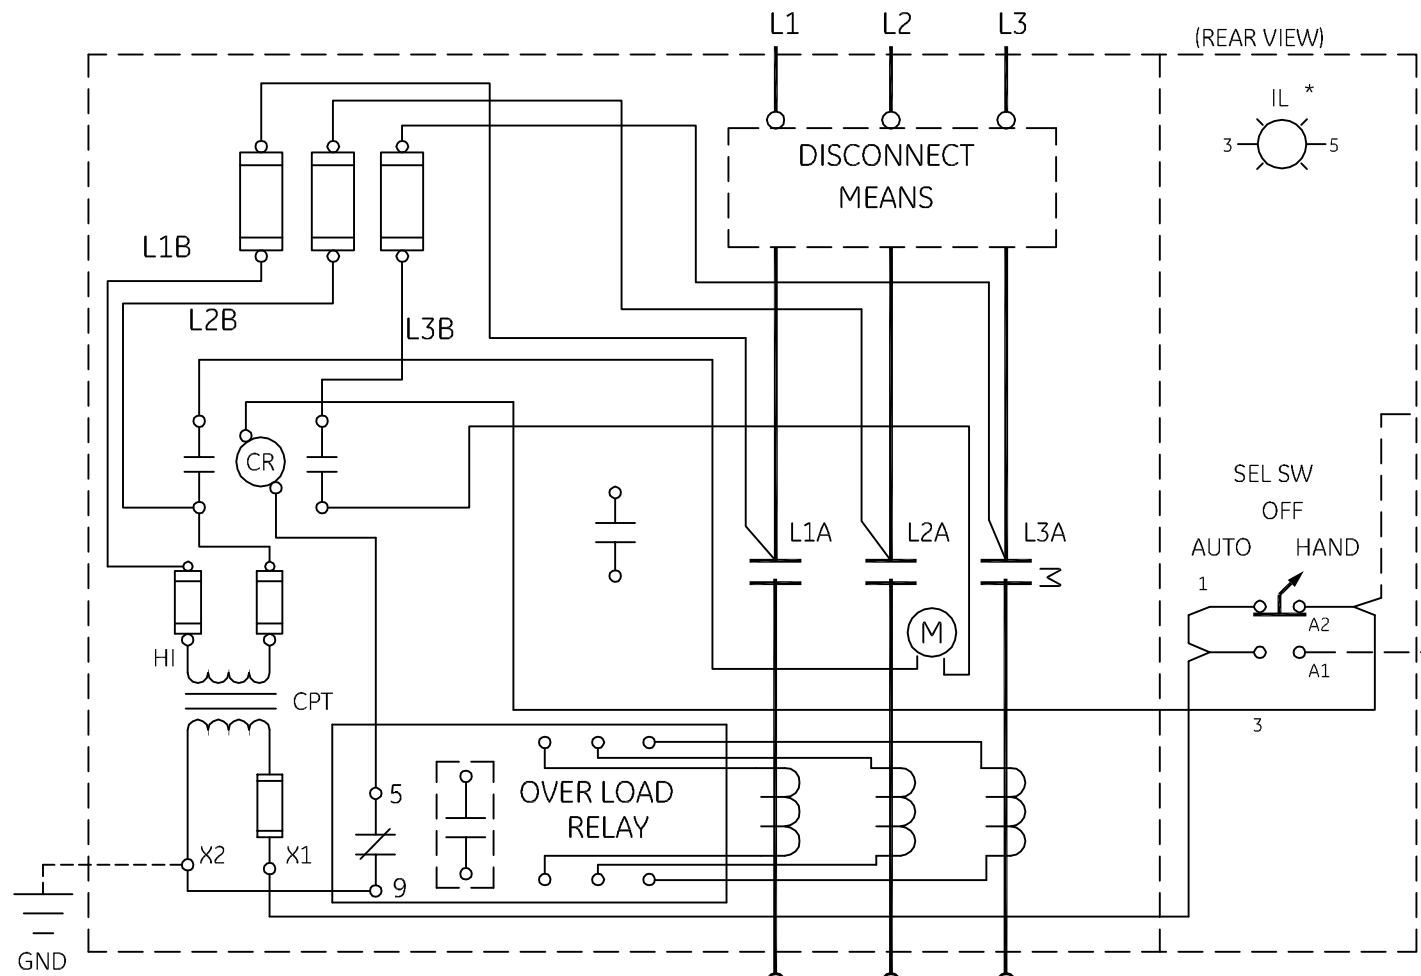 L1 L2 L3
(REAR VIEW)
IL *
3 5
DISCONNECT
MEANS
L1B
L2B
L3B
CR
SEL SW
OFF
AUTO HAND
L1A L2A L3A
M
1
A2
M
HI
A1
CPT
3
5
OVER LOAD
RELAY
X2 X1
9
GND